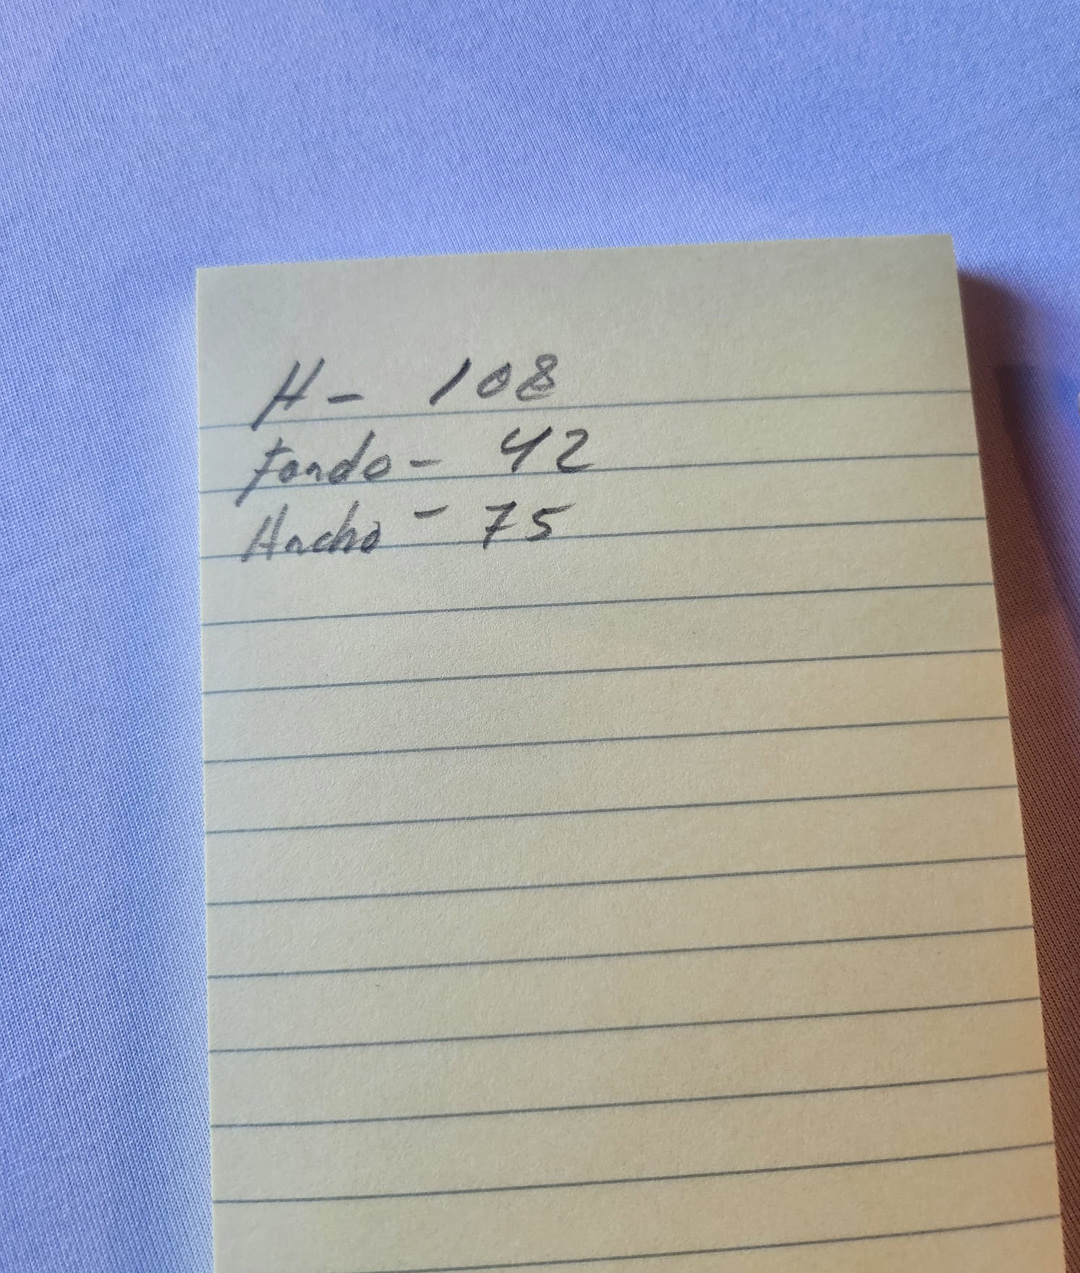 H- 108
fondo- 42
Ancho - 75